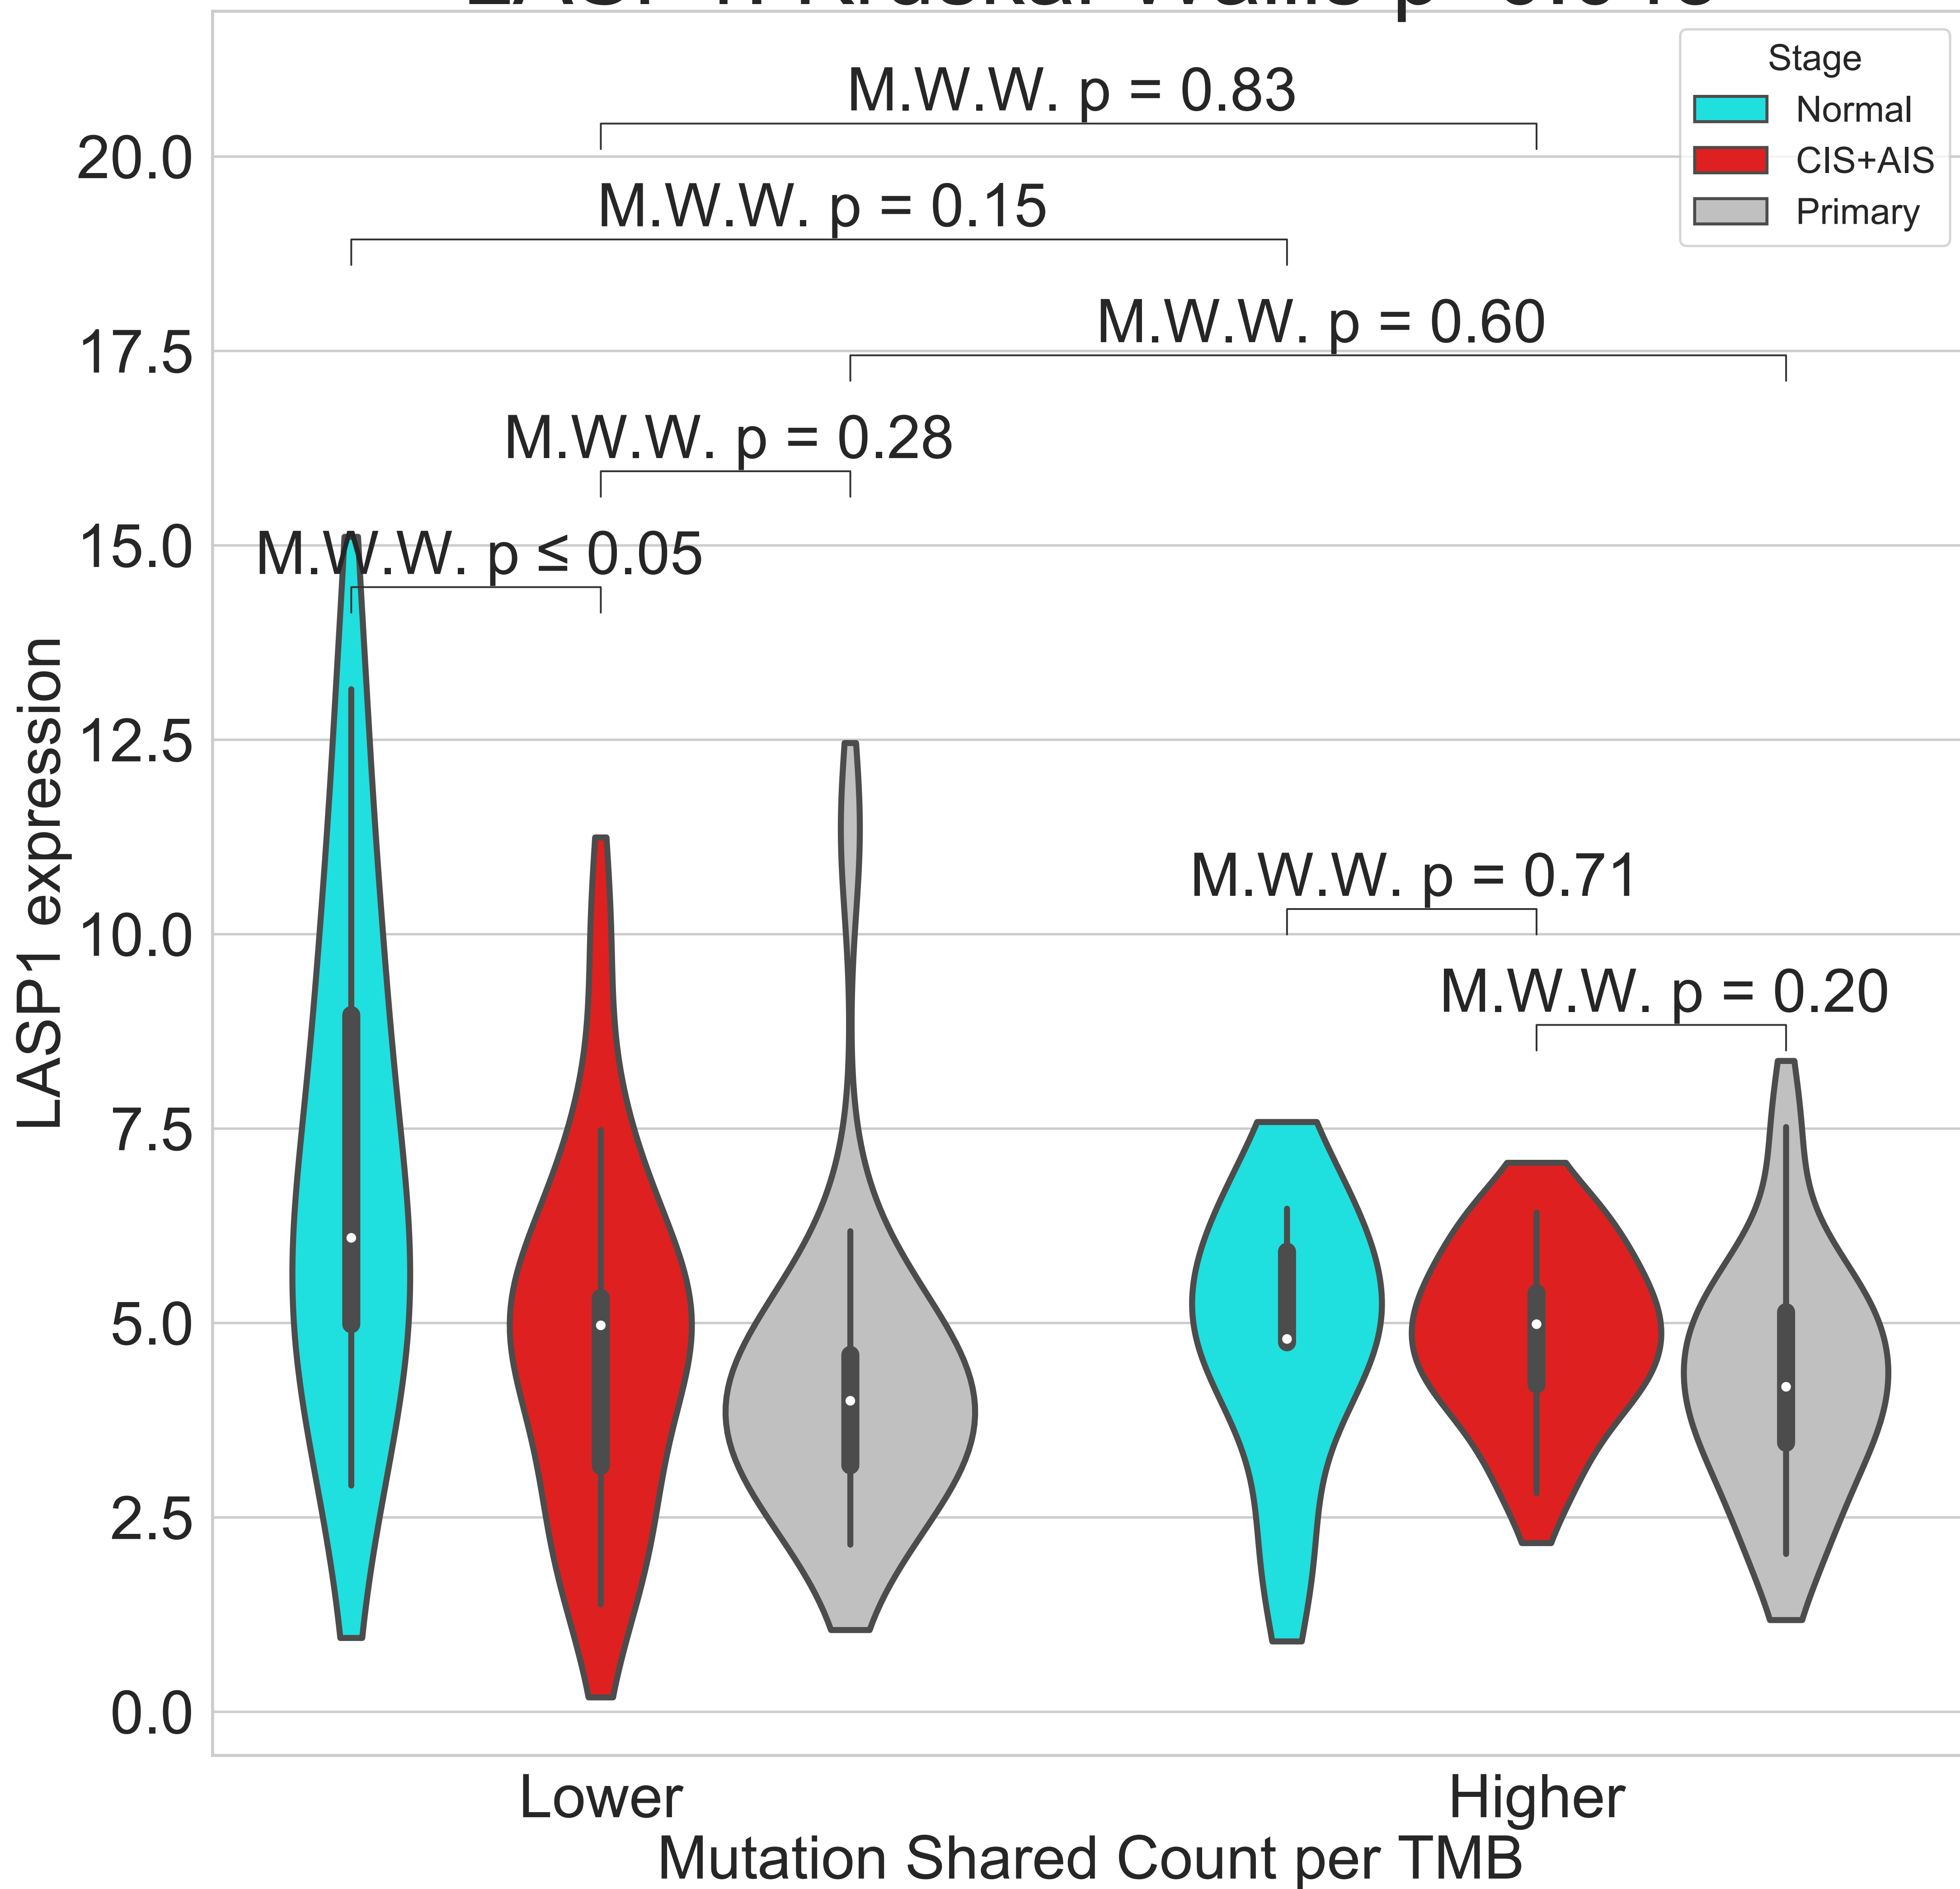 Stage
Normal
CIS+AIS
Primary
M.W.W. p = 0.83
M.W.W. p = 0.15
M.W.W. p = 0.60
M.W.W. p = 0.28
M.W.W. p ≤ 0.05
M.W.W. p = 0.71
M.W.W. p = 0.20
20.0
17.5
15.0
12.5
10.0
7.5
5.0
2.5
0.0
LASP1 expression
Lower
Higher
Mutation Shared Count per TMB